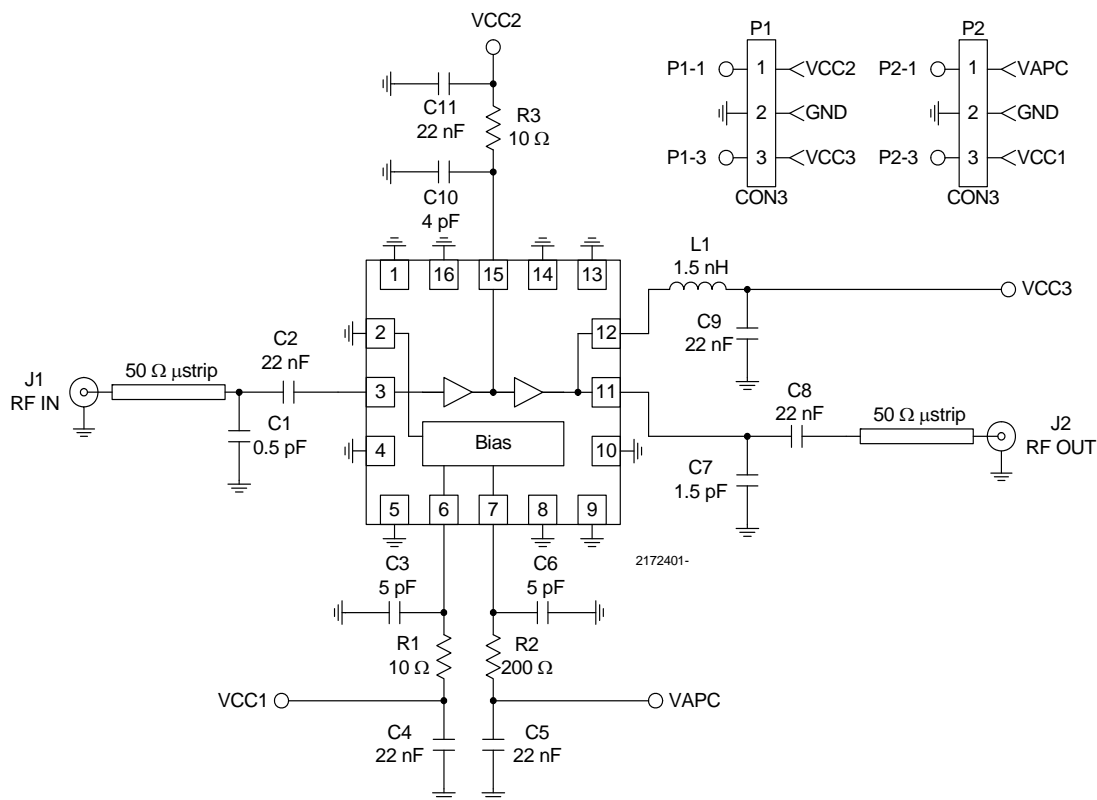 VCC2
P1
P2
P1-1
1
VCC2
P2-1
1
VAPC
C11
22 nF
R3
10 Ω
2
GND
2
GND
P1-3
3
VCC3
P2-3
3
VCC1
C10
4 pF
CON3
CON3
1
16
15
14
13
L1
1.5 nH
VCC3
2
12
C9
22 nF
C2
22 nF
50 Ω μstrip
J1
RF IN
3
11
C8
22 nF
50 Ω μstrip
J2
RF OUT
C1
0.5 pF
4
Bias
10
C7
1.5 pF
5
6
7
8
9
2172401-
C3
5 pF
C6
5 pF
R1
10 Ω
R2
200 Ω
VCC1
VAPC
C4
22 nF
C5
22 nF